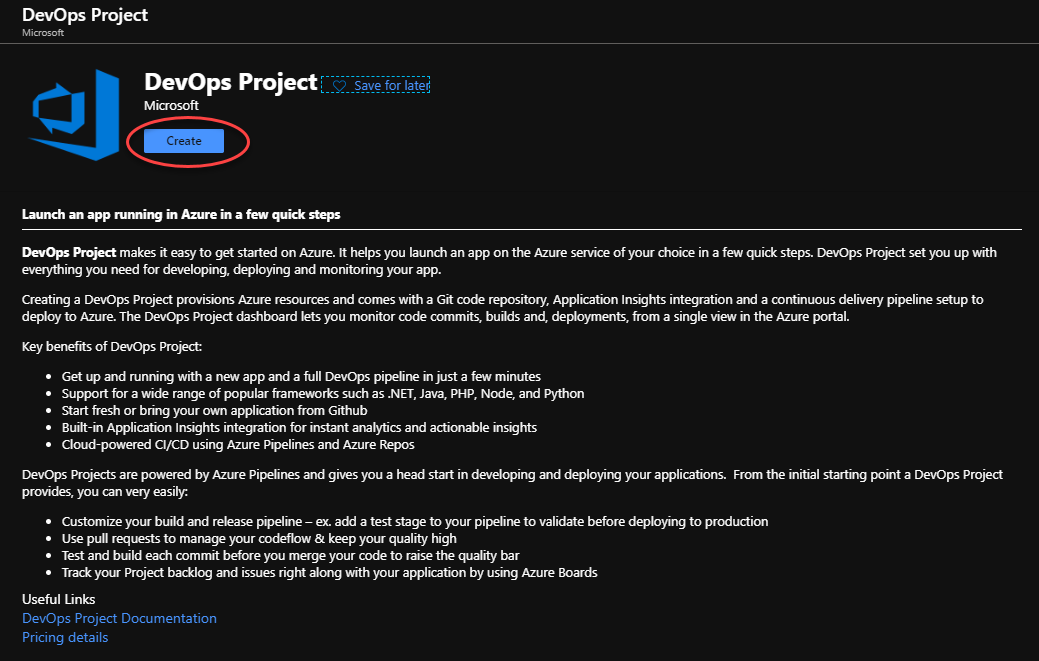 DevOps Project
Microsoft
DevOps Project
Save for later
Microsoft
Create
Launch an app running in Azure in a few quick steps
DevOps Project makes it easy to get started on Azure. It helps you launch an app on the Azure service of your choice in a few quick steps. DevOps Project set you up with
everything you need for developing, deploying and monitoring your app.
Creating a DevOps Project provisions Azure resources and comes with a Git code repository, Application Insights integration and a continuous delivery pipeline setup to
deploy to Azure. The DevOps Project dashboard lets you monitor code commits, builds and, deployments, from a single view in the Azure portal.
Key benefits of DevOps Project:
• Get up and running with a new app and a full DevOps pipeline in just a few minutes
• Support for a wide range of popular frameworks such as .NET, Java, PHP, Node, and Python
• Start fresh or bring your own application from Github
• Built-in Application Insights integration for instant analytics and actionable insights
• Cloud-powered CI/CD using Azure Pipelines and Azure Repos
DevOps Projects are powered by Azure Pipelines and gives you a head start in developing and deploying your applications.  From the initial starting point a DevOps Project
provides, you can very easily:
• Customize your build and release pipeline – ex. add a test stage to your pipeline to validate before deploying to production
• Use pull requests to manage your codeflow & keep your quality high
• Test and build each commit before you merge your code to raise the quality bar
• Track your Project backlog and issues right along with your application by using Azure Boards
Useful Links
DevOps Project Documentation
Pricing details